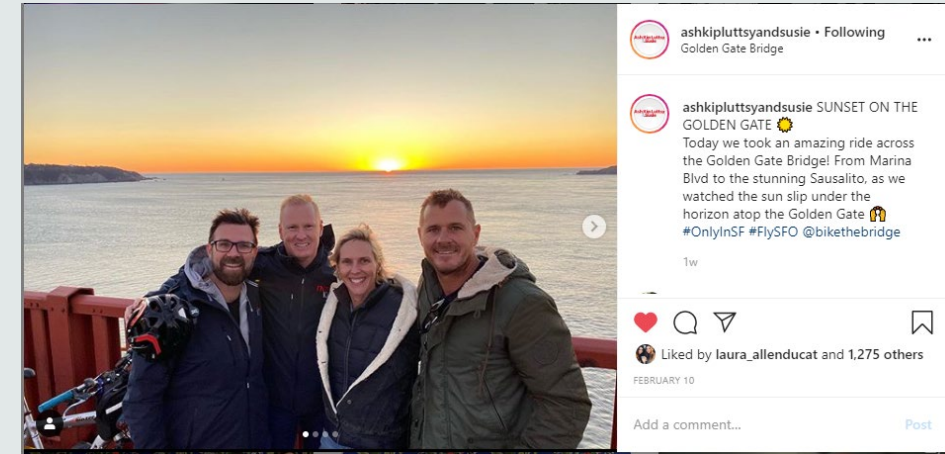 ashkipluttsyandsusie • Following
Golden Gate Bridge
ashkipluttsyandsusie SUNSET ON THE
GOLDEN GATE
Today we took an amazing ride across
the Golden Gate Bridge! From Marina
Blvd to the stunning Sausalito, as we
watched the sun slip under the
horizon atop the Golden Gate
#OnlyInSF #FlySFO @bikethebridge
1w
Liked by laura_allenducat and 1,275 others
FEBRUARY 10
Add a comment...
Post